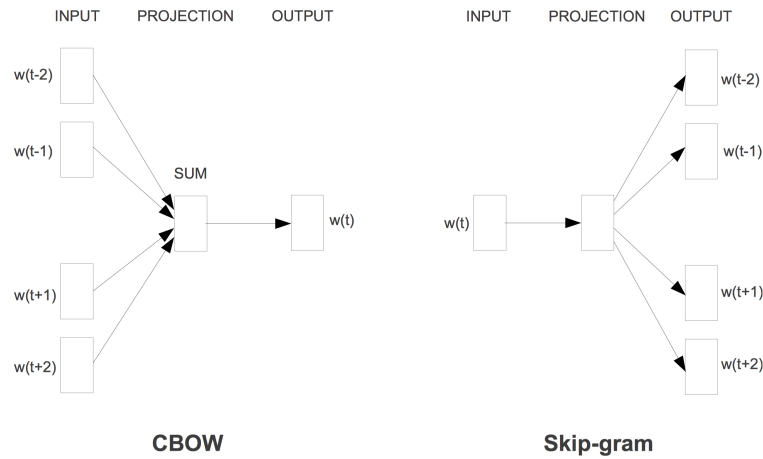 INPUT PROJECTION OUTPUT
w(t-2)
w(t-1)
SUM
w(t)
w(t+1)
w(t+2)
CBOW
INPUT PROJECTION OUTPUT
w(t-2)
w(t-1)
w(t)
w(t+1)
w(t+2)
Skip-gram